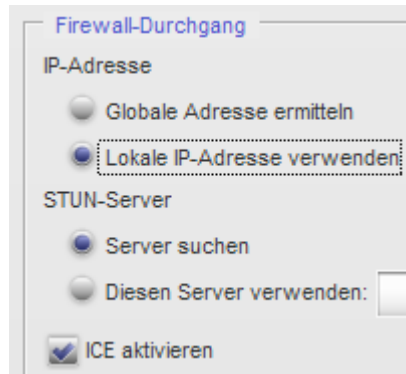 Firewall-Durchgang
IP-Adresse
Globale Adresse ermitteln
Lokale IP-Adresse verwenden
STUN-Server
Server suchen
Diesen Server verwenden:
ICE aktivieren